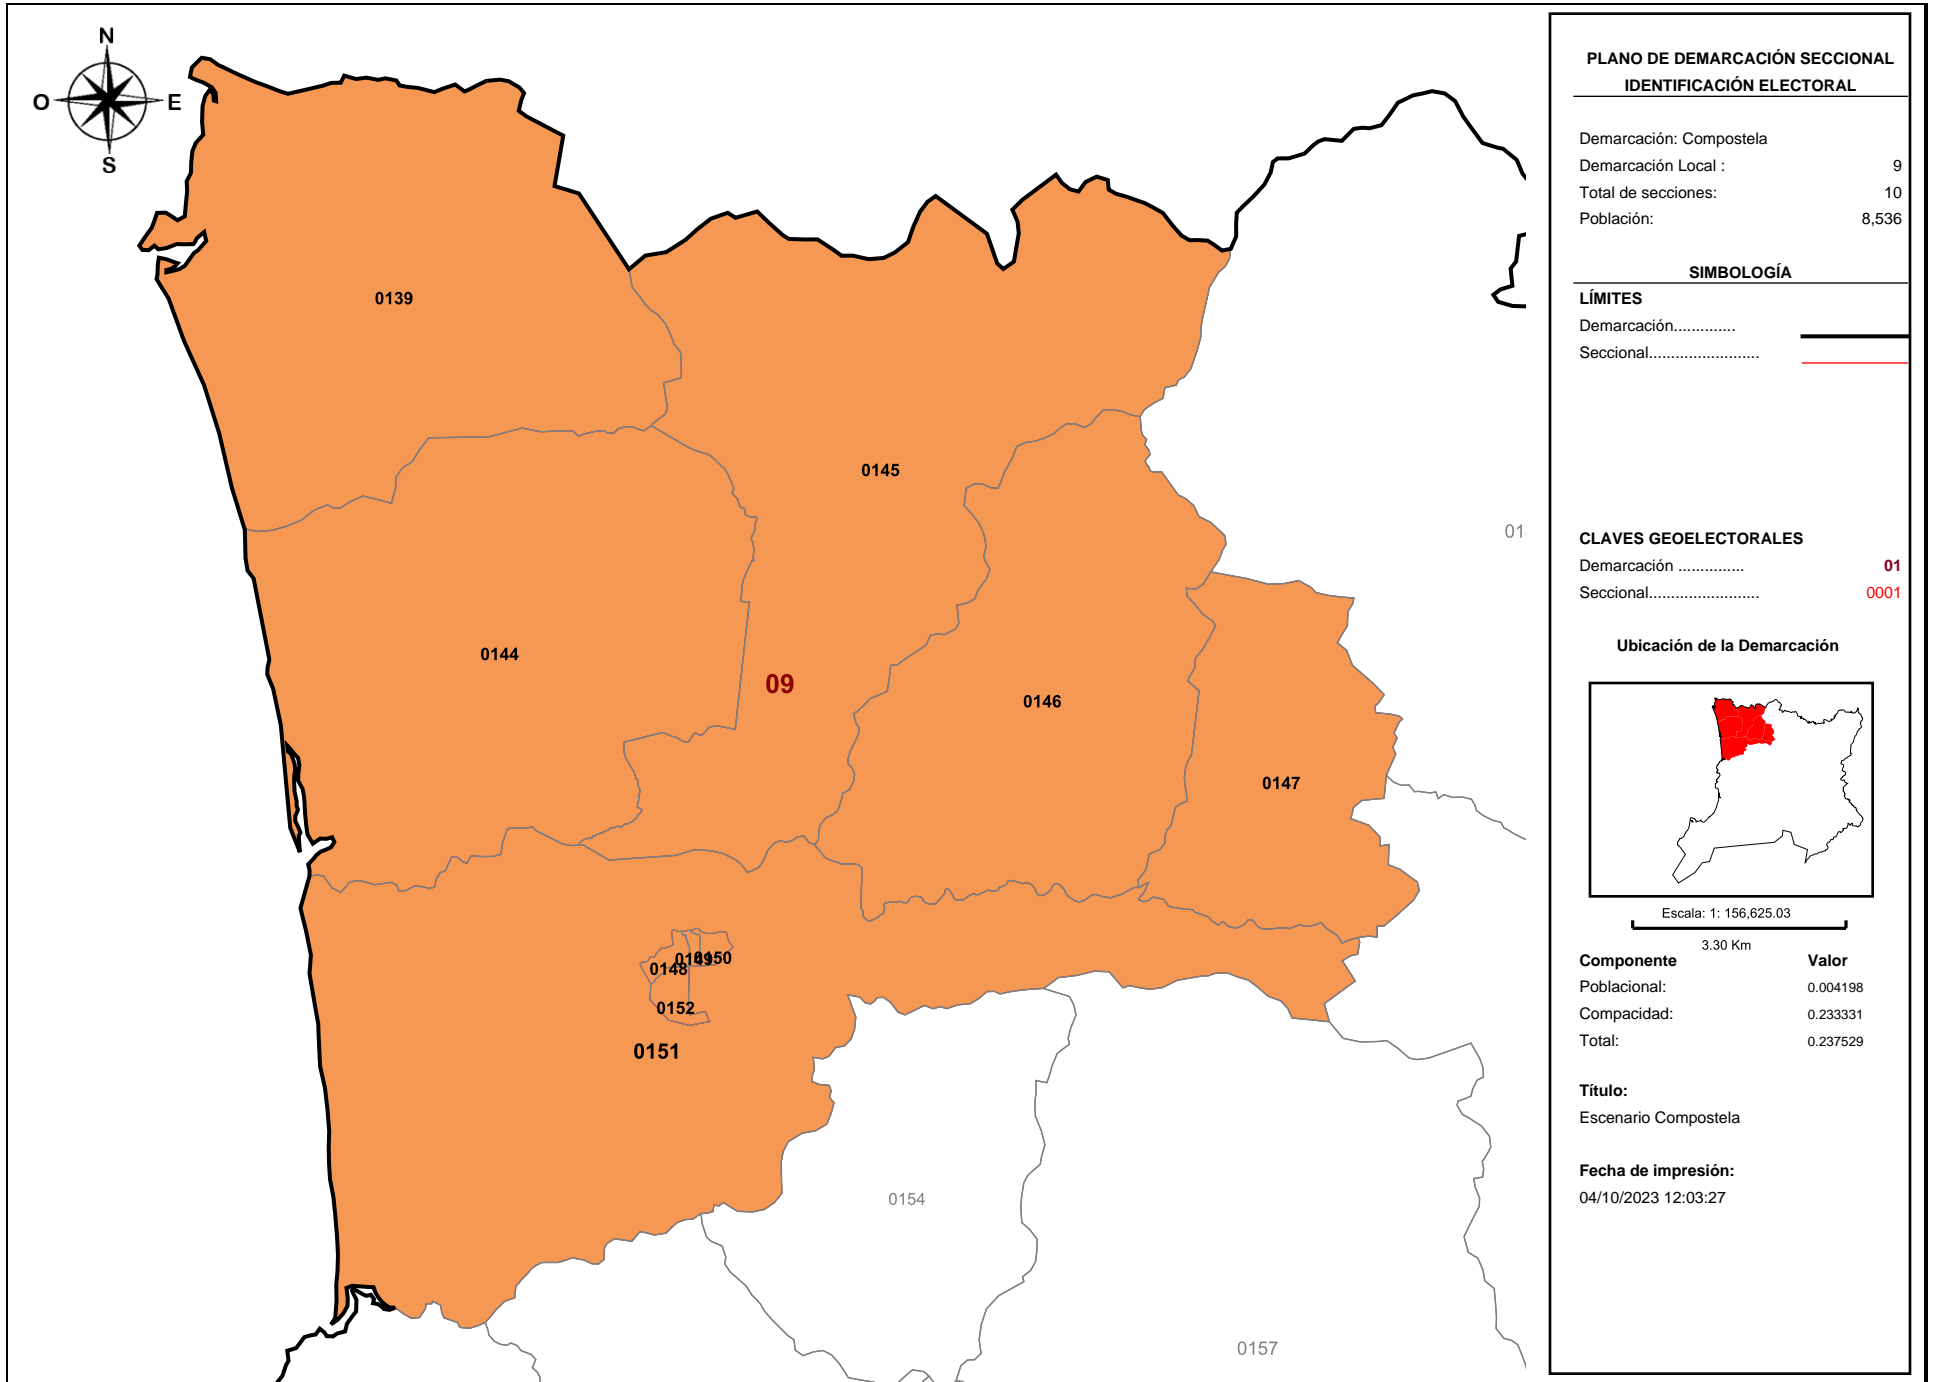 N
O
E
S
0139
0145
01
0144
09
0146
0147
0148
0150
0152
0151
0154
0157
PLANO DE DEMARCACIÓN SECCIONAL
IDENTIFICACIÓN ELECTORAL
Demarcación: Compostela
Demarcación Local : 9
Total de secciones: 10
Población: 8,536
SIMBOLOGÍA
LÍMITES
Demarcación..............
Seccional.........................
CLAVES GEOELECTORALES
Demarcación ............... 01
Seccional......................... 0001
Ubicación de la Demarcación
Escala: 1: 156,625.03
3.30 Km
Componente Valor
Poblacional: 0.004198
Compacidad: 0.233331
Total: 0.237529
Título:
Escenario Compostela
Fecha de impresión:
04/10/2023 12:03:27